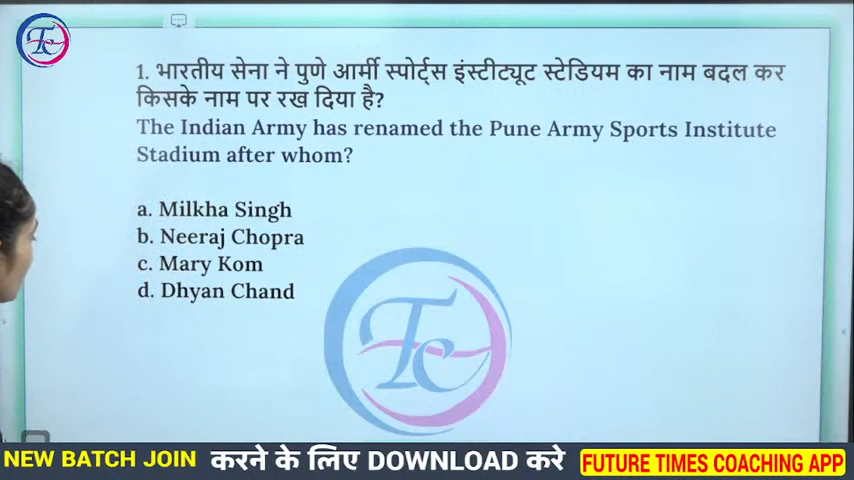 Tc
1. भारतीय सेना ने पुणे आर्मी स्पोर्ट्स इंस्टीट्यूट स्टेडियम का नाम बदल कर
किसके नाम पर रख दिया है?
The Indian Army has renamed the Pune Army Sports Institute
Stadium after whom?
a. Milkha Singh
b. Neeraj Chopra
c. Mary Kom
d. Dhyan Chand
Tc
NEW BATCH JOIN करने के लिए DOWNLOAD करे FUTURE TIMES COACHING APP